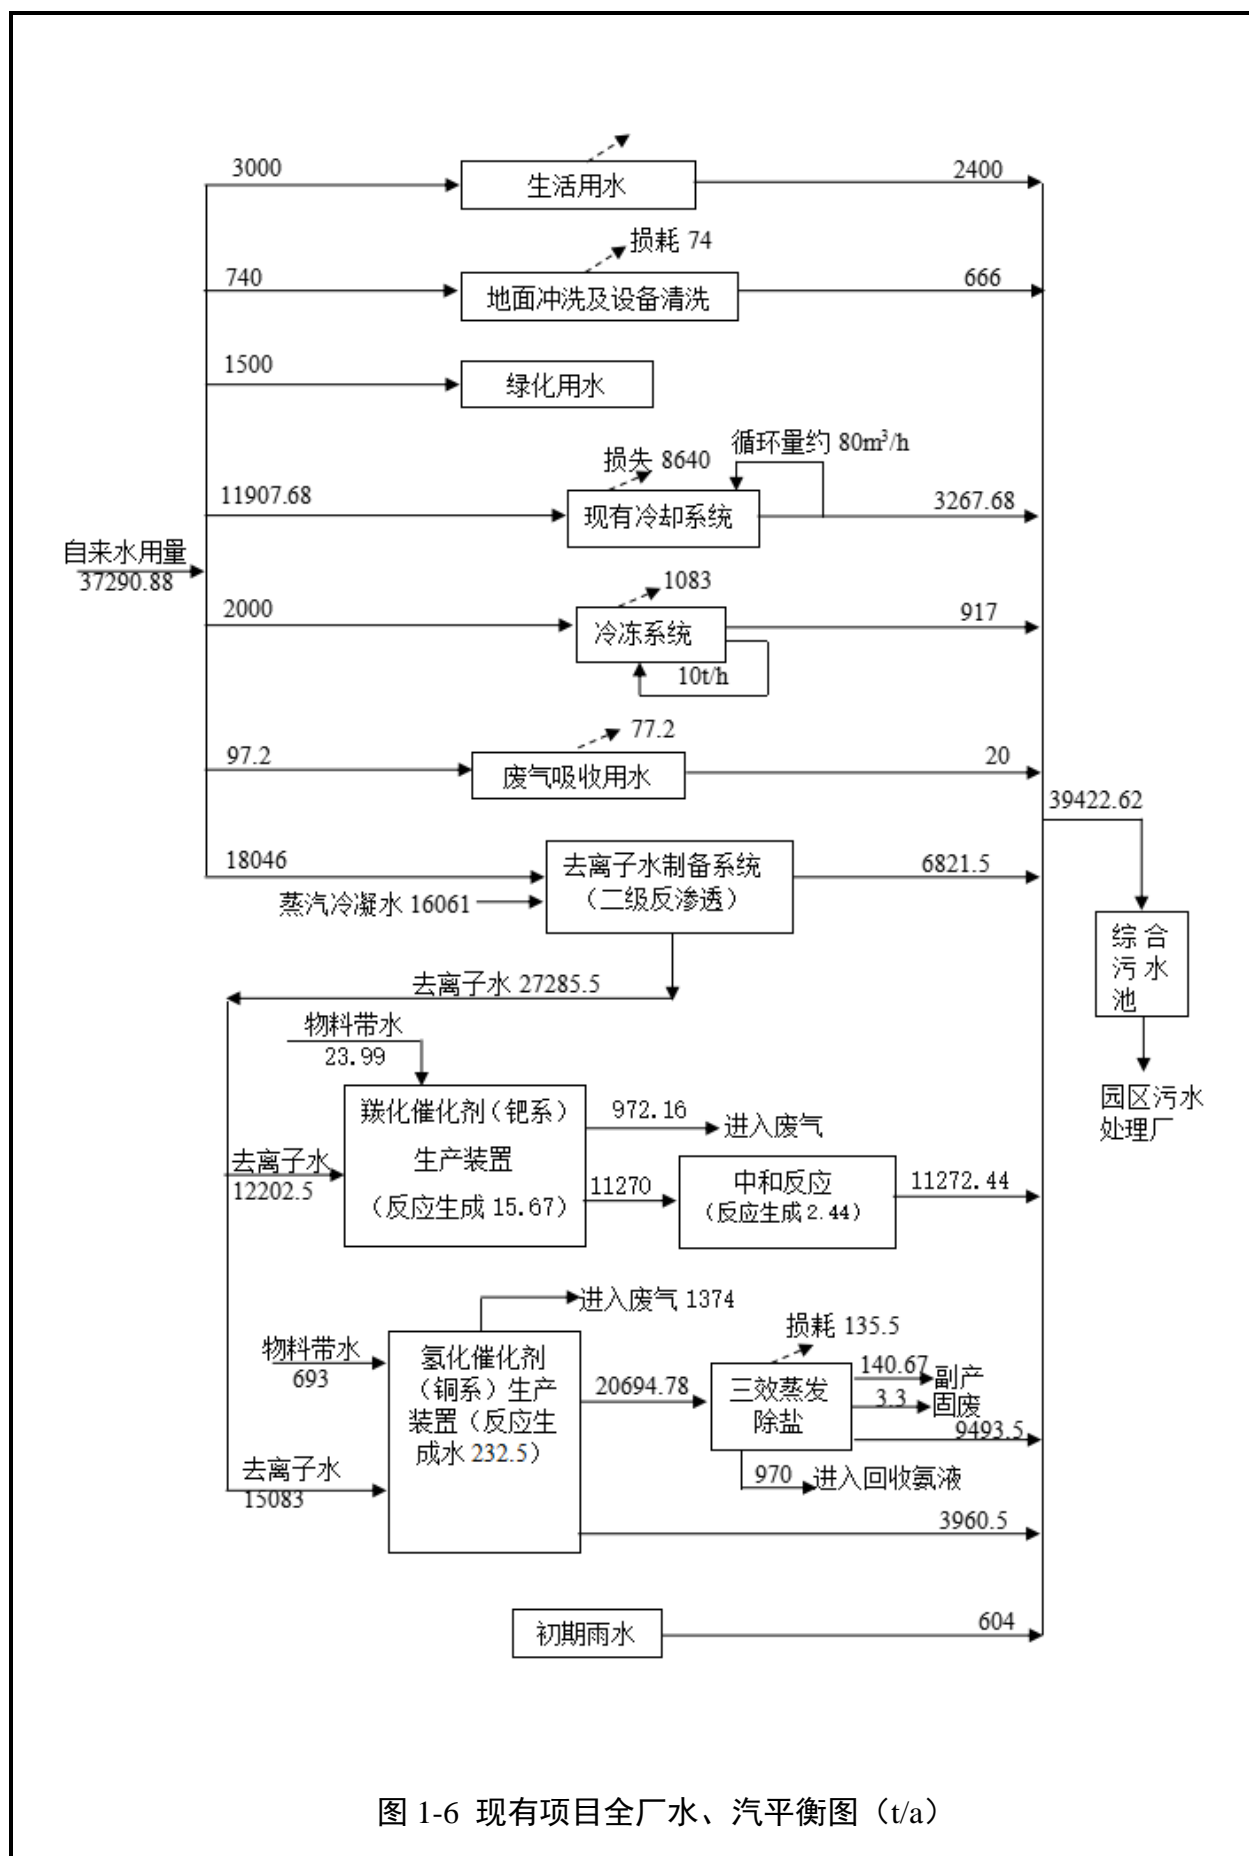 3000
生活用水
2400
损耗 74
740
地面冲洗及设备清洗
666
1500
绿化用水
循环量约 80m³/h
损失 8640
11907.68
现有冷却系统
3267.68
自来水用量
37290.88
1083
2000
冷冻系统
917
10t/h
77.2
97.2
废气吸收用水
20
39422.62
18046
去离子水制备系统
（二级反渗透）
6821.5
蒸汽冷凝水 16061
综 合
污 水
池
去离子水 27285.5
物料带水
23.99
园区污水
处理厂
羰化催化剂（钯系）
生产装置
（反应生成 15.67）
972.16
进入废气
去离子水
12202.5
11270
中和反应
（反应生成2.44）
11272.44
进入废气 1374
损耗 135.5
物料带水
693
氢化催化剂
（铜系）生产
装置（反应生
成水 232.5）
20694.78
三效蒸发
除盐
140.67
副产
3.3
固废
9493.5
970
进入回收氨液
去离子水
15083
3960.5
初期雨水
604
图 1-6 现有项目全厂水、汽平衡图（t/a）